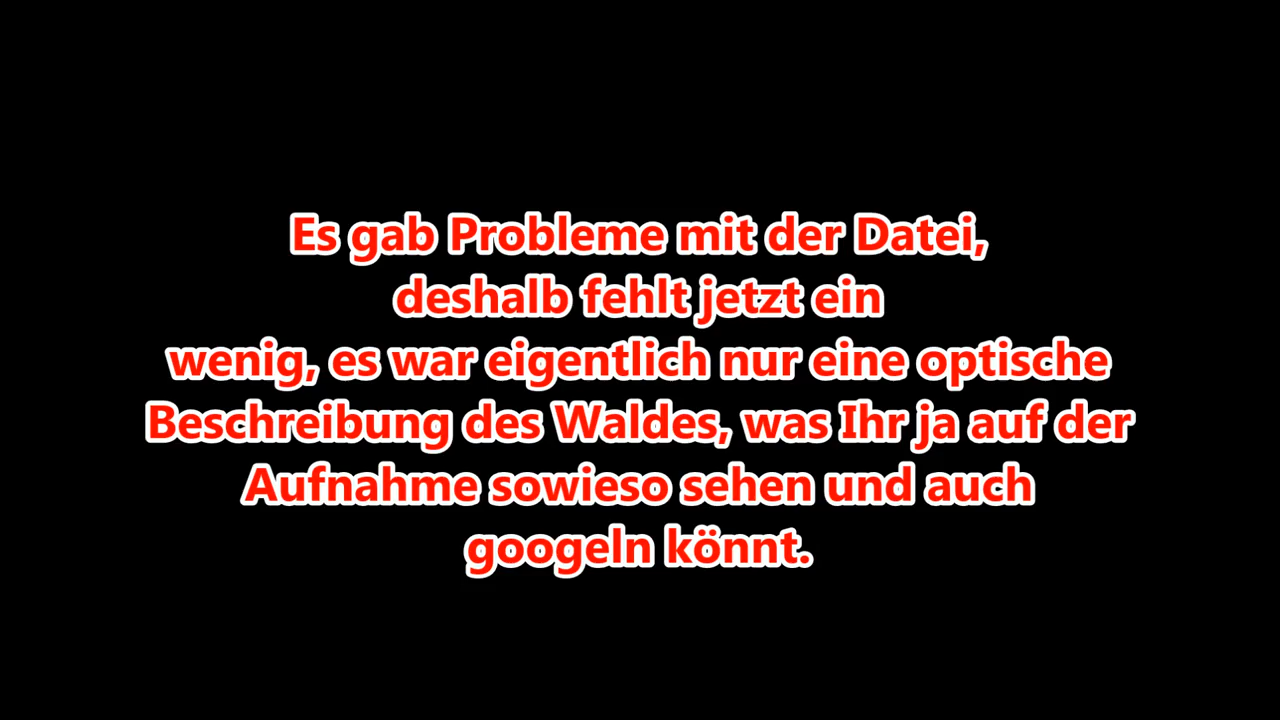 Es gab Probleme mit der Datei,
deshalb fehlt jetzt ein
wenig, es war eigentlich nur eine optische
Beschreibung des Waldes, was Ihr ja auf der
Aufnahme sowieso sehen und auch
googeln könnt.